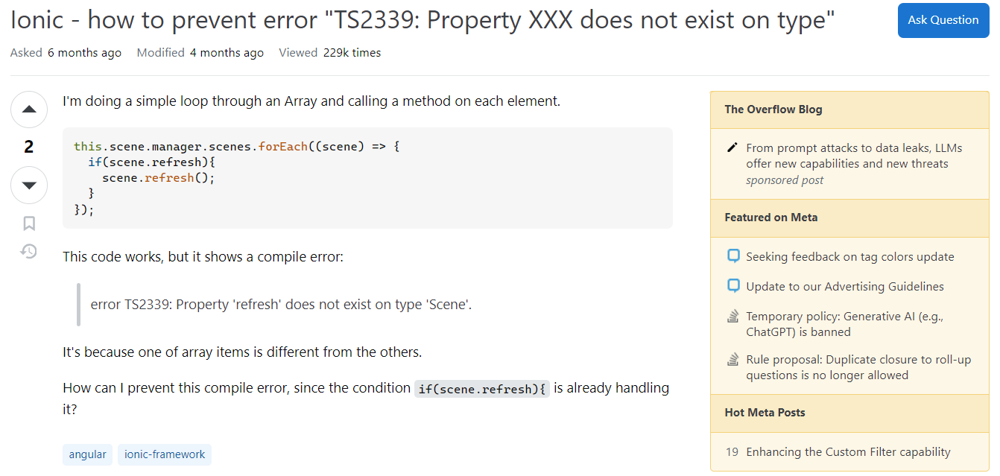 Ionic - how to prevent error "TS2339: Property XXX does not exist on type"
Ask Question
Asked 6 months ago Modified 4 months ago Viewed 229k times
I'm doing a simple loop through an Array and calling a method on each element.
2
this.scene.manager.scenes.forEach((scene) => {
  if(scene.refresh){
    scene.refresh();
  }
});
This code works, but it shows a compile error:
error TS2339: Property 'refresh' does not exist on type 'Scene'.
It's because one of array items is different from the others.
How can I prevent this compile error, since the condition if(scene.refresh){ is already handling
it?
angular ionic-framework
The Overflow Blog
From prompt attacks to data leaks, LLMs
offer new capabilities and new threats
sponsored post
Featured on Meta
Seeking feedback on tag colors update
Update to our Advertising Guidelines
Temporary policy: Generative AI (e.g.,
ChatGPT) is banned
Rule proposal: Duplicate closure to roll-up
questions is no longer allowed
Hot Meta Posts
19 Enhancing the Custom Filter capability